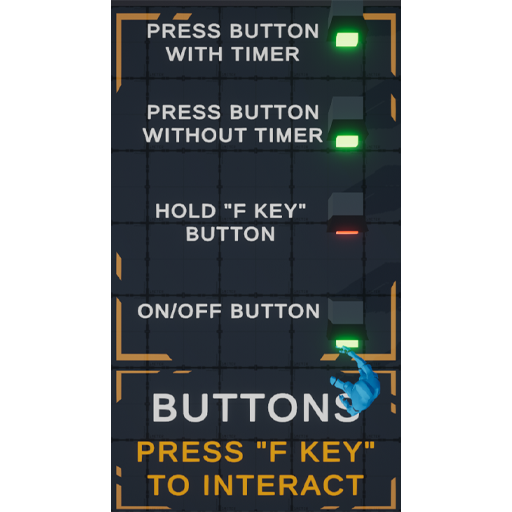 PRESS BUTTON
WITH TIMER
PRESS BUTTON
WITHOUT TIMER
HOLD "F KEY"
BUTTON
ON/OFF BUTTON
BUTTONS
PRESS "F KEY"
TO INTERACT